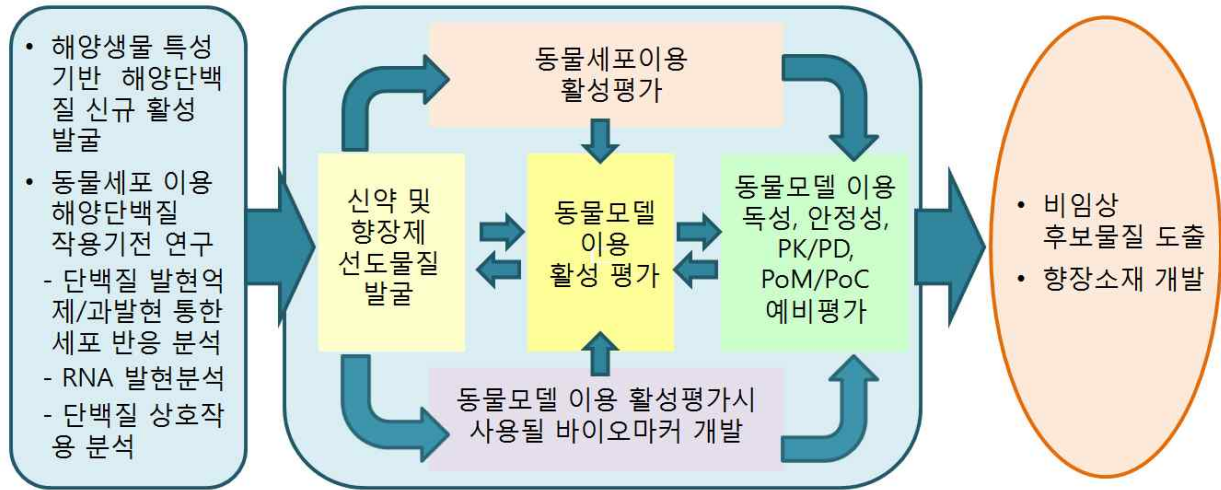 • 해양생물 특성
기반 해양단백
질 신규 활성
발굴
• 동물세포 이용
해양단백질
작용기전 연구
- 단백질 발현억
제/과발현 통한
세포 반응 분석
- RNA 발현분석
- 단백질 상호작
용 분석
동물세포이용
활성평가
신약 및
향장제
선도물질
발굴
동물모델
이용
활성 평가
동물모델 이용
독성, 안정성,
PK/PD,
PoM/PoC
예비평가
동물모델 이용 활성평가시
사용될 바이오마커 개발
• 비임상
후보물질 도출
• 향장소재 개발